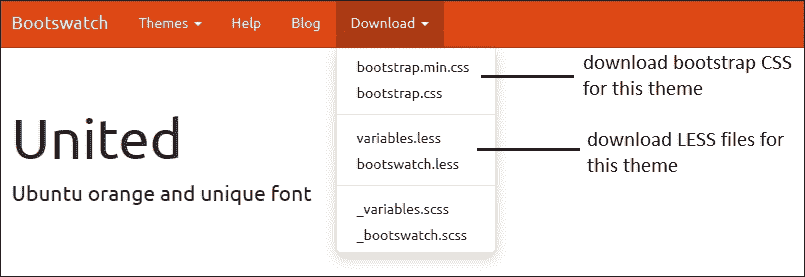 Bootswatch Themes Help Blog Download
bootstrap.min.css
bootstrap.css
variables.less
bootswatch.less
_variables.scss
_bootswatch.scss
download bootstrap CSS
for this theme
download LESS files for
this theme
United
Ubuntu orange and unique font